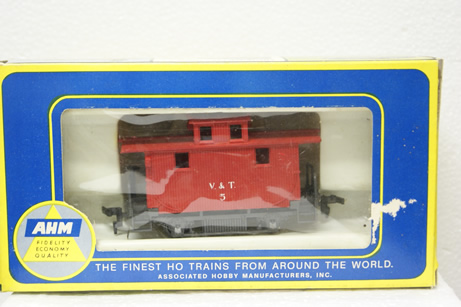 V. & T.
5
AHM
FIDELITY
ECONOMY
QUALITY
THE FINEST HO TRAINS FROM AROUND THE WORLD.
ASSOCIATED HOBBY MANUFACTURERS, INC.